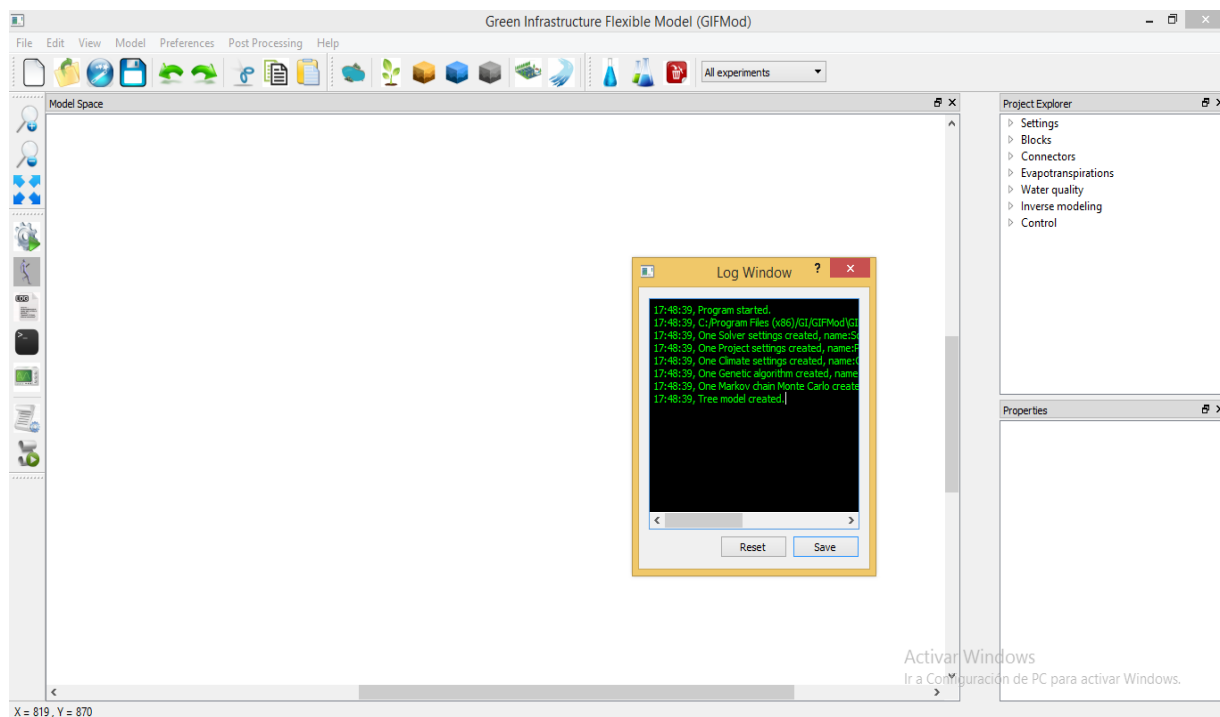 Green Infrastructure Flexible Model (GIFMod)
File Edit View Model Preferences Post Processing Help
All experiments
Model Space
Project Explorer
Settings
Blocks
Connectors
Evapotranspirations
Water quality
Inverse modeling
Control
Log Window
17:48:39, Program started.
17:48:39, C:/Program Files (x86)/GI/GIFMod\GI
17:48:39, One Solver settings created, name:So
17:48:39, One Project settings created, name:P
17:48:39, One Climate settings created, name:C
17:48:39, One Genetic algorithm created, name
17:48:39, One Markov chain Monte Carlo create
17:48:39, Tree model created.
Reset Save
Properties
Activar Windows
Ir a Configuración de PC para activar Windows.
X = 819 , Y = 870